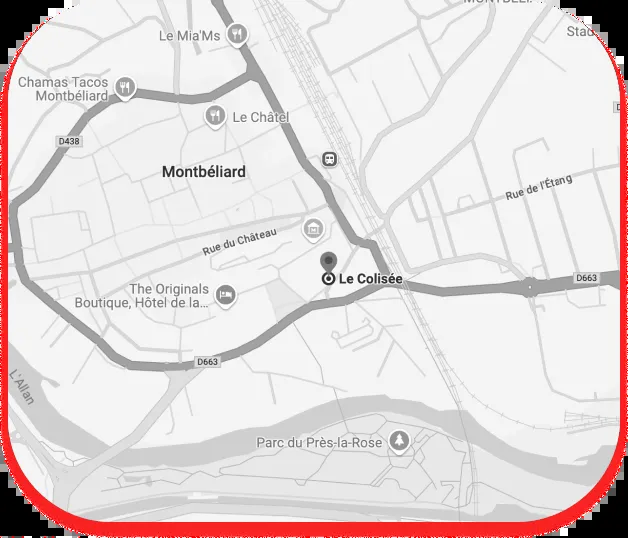 MONTBÉLI
Stad
Le Mia'Ms
Chamas Tacos
Montbéliard
Le Châtel
D438
D
Montbéliard
Rue de l'Étang
Rue du Château
Le Colisée
D663
The Originals
Boutique, Hôtel de la...
D663
L'Allan
Parc du Près-la-Rose